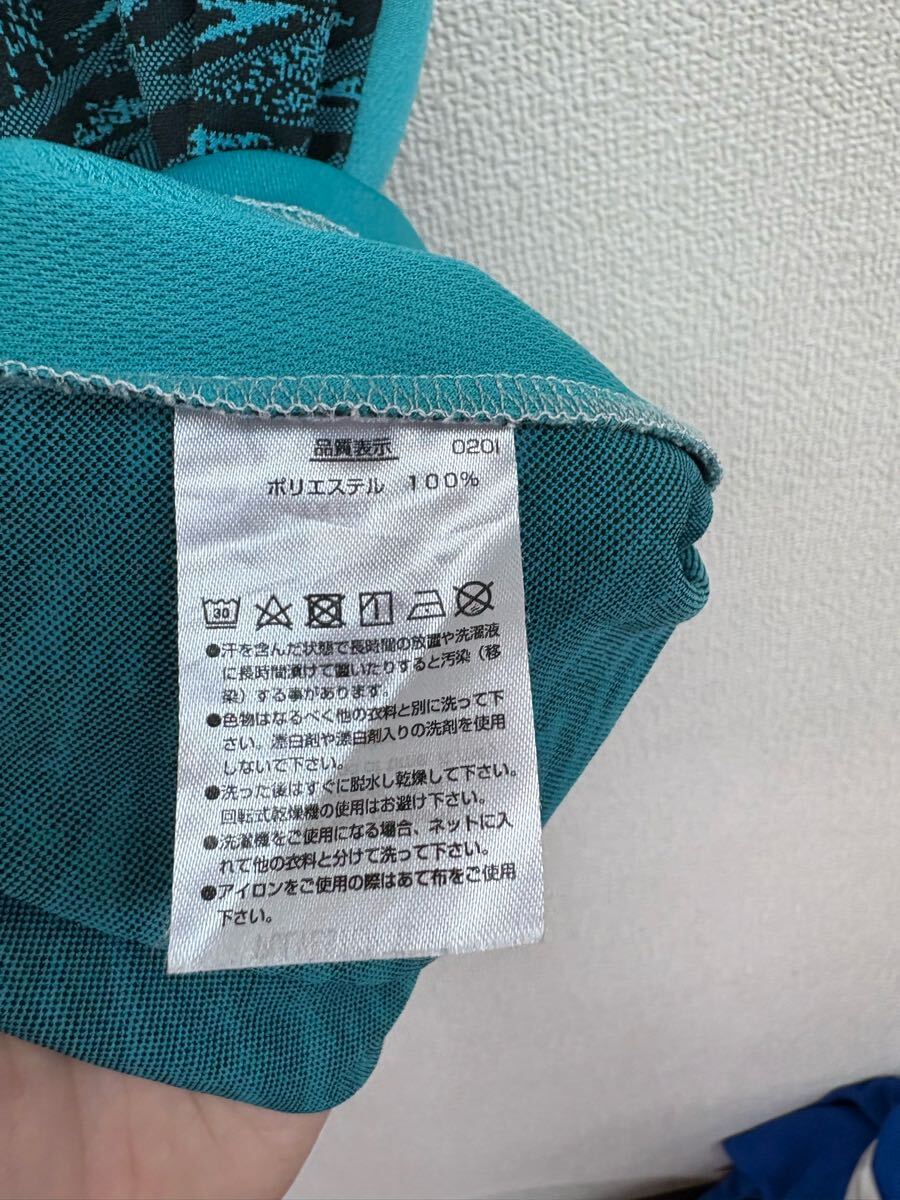 品質表示 0201
ポリエステル 100%
30
●汗を含んだ状態で長時間の放置や洗濯液
に長時間漬けて置いたりすると汚染（移
染）する事があります。
●色物はなるべく他の衣料と別に洗って下
さい。漂白剤や漂白剤入りの洗剤を使用
しないで下さい。
●洗った後はすぐに脱水し乾燥して下さい。
回転式乾燥機の使用はお避け下さい。
●洗濯機をご使用になる場合、ネットに入
れて他の衣料と分けて洗って下さい。
●アイロンをご使用の際はあて布をご使用
下さい。